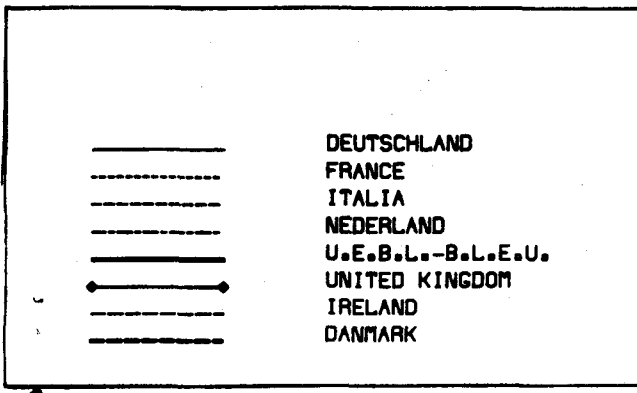 DEUTSCHLAND
FRANCE
ITALIA
NEDERLAND
U.E.B.L.-B.L.E.U.
UNITED KINGDOM
IRELAND
DANMARK